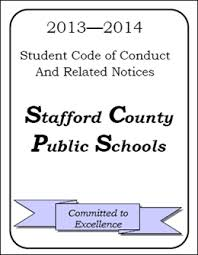 2013—2014
Student Code of Conduct
And Related Notices
Stafford County
Public Schools
Committed to
Excellence